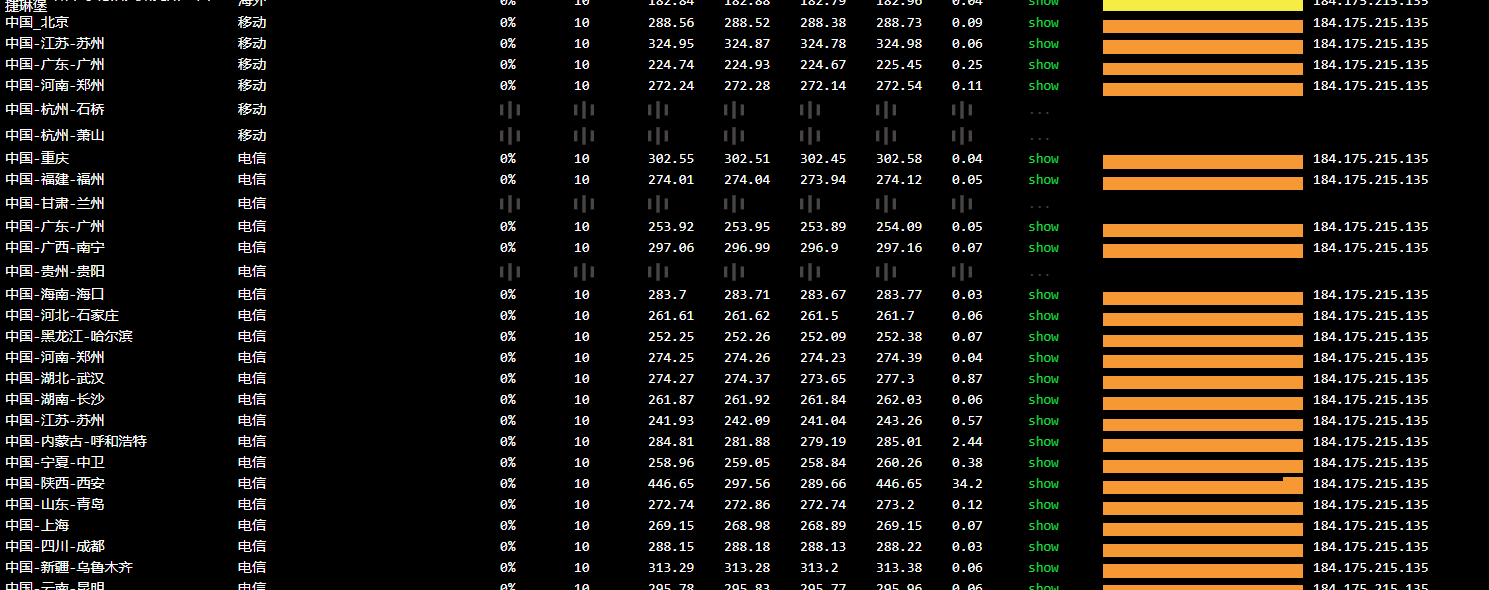 捷琳堡 海外 0% 10 182.84 182.88 182.79 182.96 0.04 show 184.175.215.135
中国_北京 移动 0% 10 288.56 288.52 288.38 288.73 0.09 show 184.175.215.135
中国-江苏-苏州 移动 0% 10 324.95 324.87 324.78 324.98 0.06 show 184.175.215.135
中国-广东-广州 移动 0% 10 224.74 224.93 224.67 225.45 0.25 show 184.175.215.135
中国-河南-郑州 移动 0% 10 272.24 272.28 272.14 272.54 0.11 show 184.175.215.135
中国-杭州-石桥 移动 ...
中国-杭州-萧山 移动 ...
中国-重庆 电信 0% 10 302.55 302.51 302.45 302.58 0.04 show 184.175.215.135
中国-福建-福州 电信 0% 10 274.01 274.04 273.94 274.12 0.05 show 184.175.215.135
中国-甘肃-兰州 电信 ...
中国-广东-广州 电信 0% 10 253.92 253.95 253.89 254.09 0.05 show 184.175.215.135
中国-广西-南宁 电信 0% 10 297.06 296.99 296.9 297.16 0.07 show 184.175.215.135
中国-贵州-贵阳 电信 ...
中国-海南-海口 电信 0% 10 283.7 283.71 283.67 283.77 0.03 show 184.175.215.135
中国-河北-石家庄 电信 0% 10 261.61 261.62 261.5 261.7 0.06 show 184.175.215.135
中国-黑龙江-哈尔滨 电信 0% 10 252.25 252.26 252.09 252.38 0.07 show 184.175.215.135
中国-河南-郑州 电信 0% 10 274.25 274.26 274.23 274.39 0.04 show 184.175.215.135
中国-湖北-武汉 电信 0% 10 274.27 274.37 273.65 277.3 0.87 show 184.175.215.135
中国-湖南-长沙 电信 0% 10 261.87 261.92 261.84 262.03 0.06 show 184.175.215.135
中国-江苏-苏州 电信 0% 10 241.93 242.09 241.04 243.26 0.57 show 184.175.215.135
中国-内蒙古-呼和浩特 电信 0% 10 284.81 281.88 279.19 285.01 2.44 show 184.175.215.135
中国-宁夏-中卫 电信 0% 10 258.96 259.05 258.84 260.26 0.38 show 184.175.215.135
中国-陕西-西安 电信 0% 10 446.65 297.56 289.66 446.65 34.2 show 184.175.215.135
中国-山东-青岛 电信 0% 10 272.74 272.86 272.74 273.2 0.12 show 184.175.215.135
中国-上海 电信 0% 10 269.15 268.98 268.89 269.15 0.07 show 184.175.215.135
中国-四川-成都 电信 0% 10 288.15 288.18 288.13 288.22 0.03 show 184.175.215.135
中国-新疆-乌鲁木齐 电信 0% 10 313.29 313.28 313.2 313.38 0.06 show 184.175.215.135
中国-云南-昆明 电信 0% 10 295.78 295.83 295.77 295.96 0.06 show 184.175.215.135